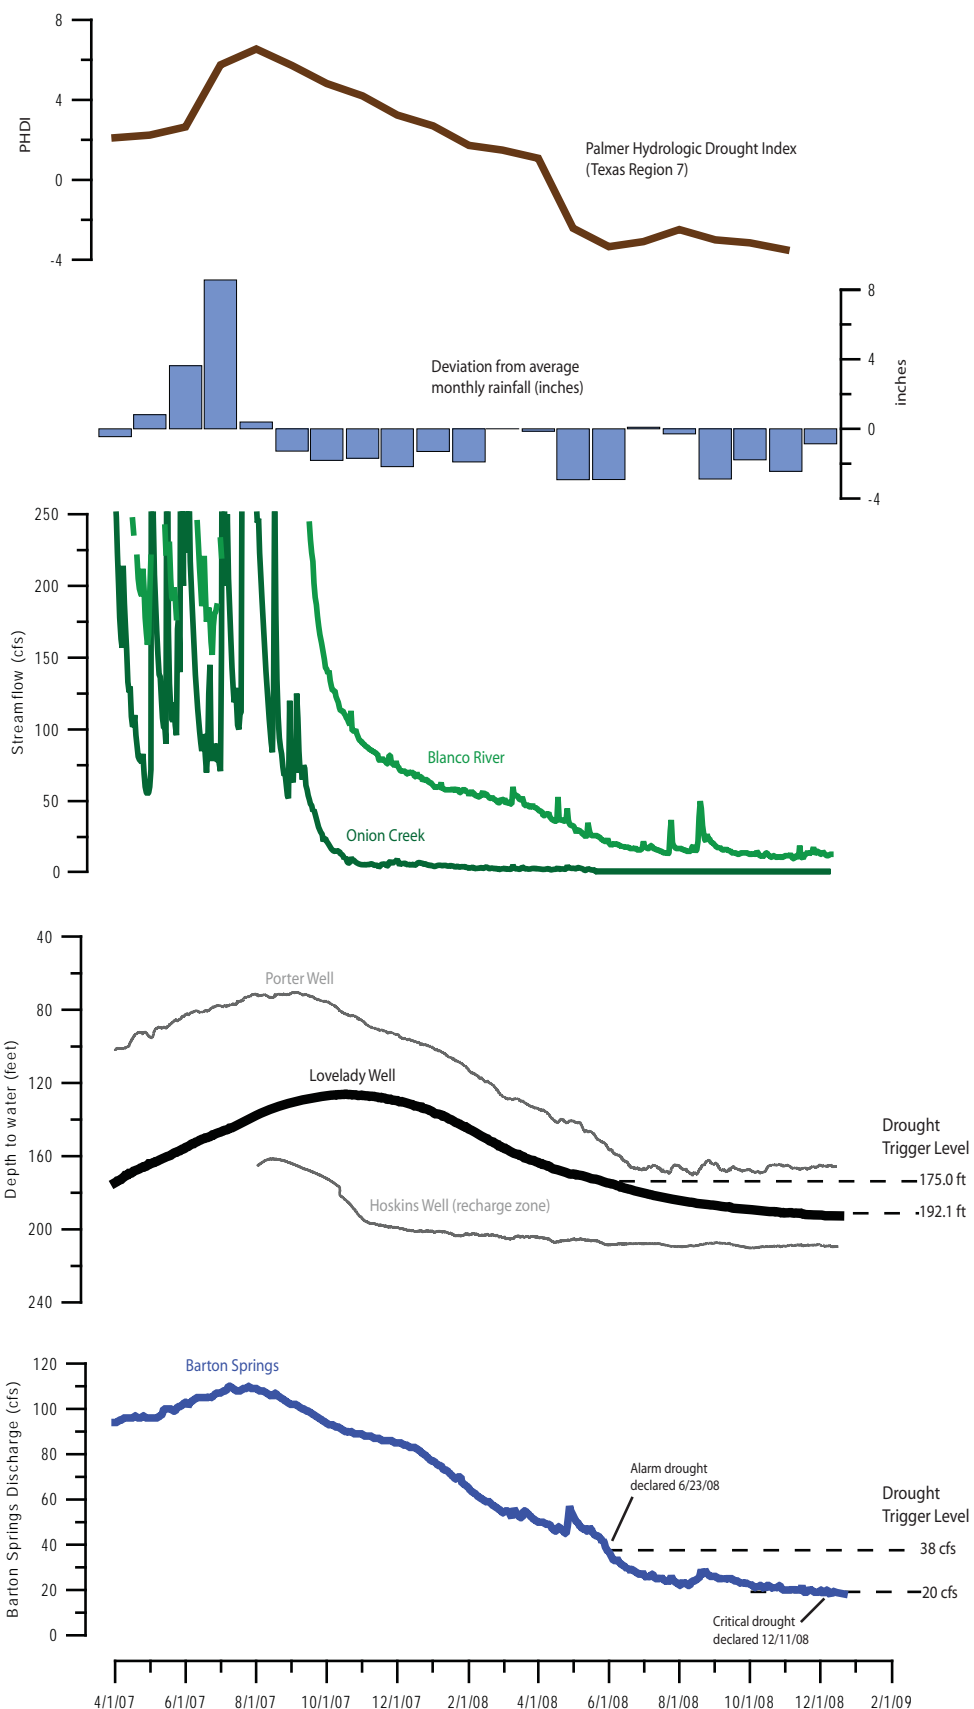 8
4
0
-4
PHDI
Palmer Hydrologic Drought Index
(Texas Region 7)
8
4
0
-4
inches
Deviation from average
monthly rainfall (inches)
250
200
150
100
50
0
Streamflow (cfs)
Blanco River
Onion Creek
40
80
120
160
200
240
Depth to water (feet)
Porter Well
Lovelady Well
Hoskins Well (recharge zone)
Drought
Trigger Level
175.0 ft
192.1 ft
120
100
80
60
40
20
0
Barton Springs Discharge (cfs)
Barton Springs
Alarm drought
declared 6/23/08
Drought
Trigger Level
38 cfs
20 cfs
Critical drought
declared 12/11/08
4/1/07 6/1/07 8/1/07 10/1/07 12/1/07 2/1/08 4/1/08 6/1/08 8/1/08 10/1/08 12/1/08 2/1/09